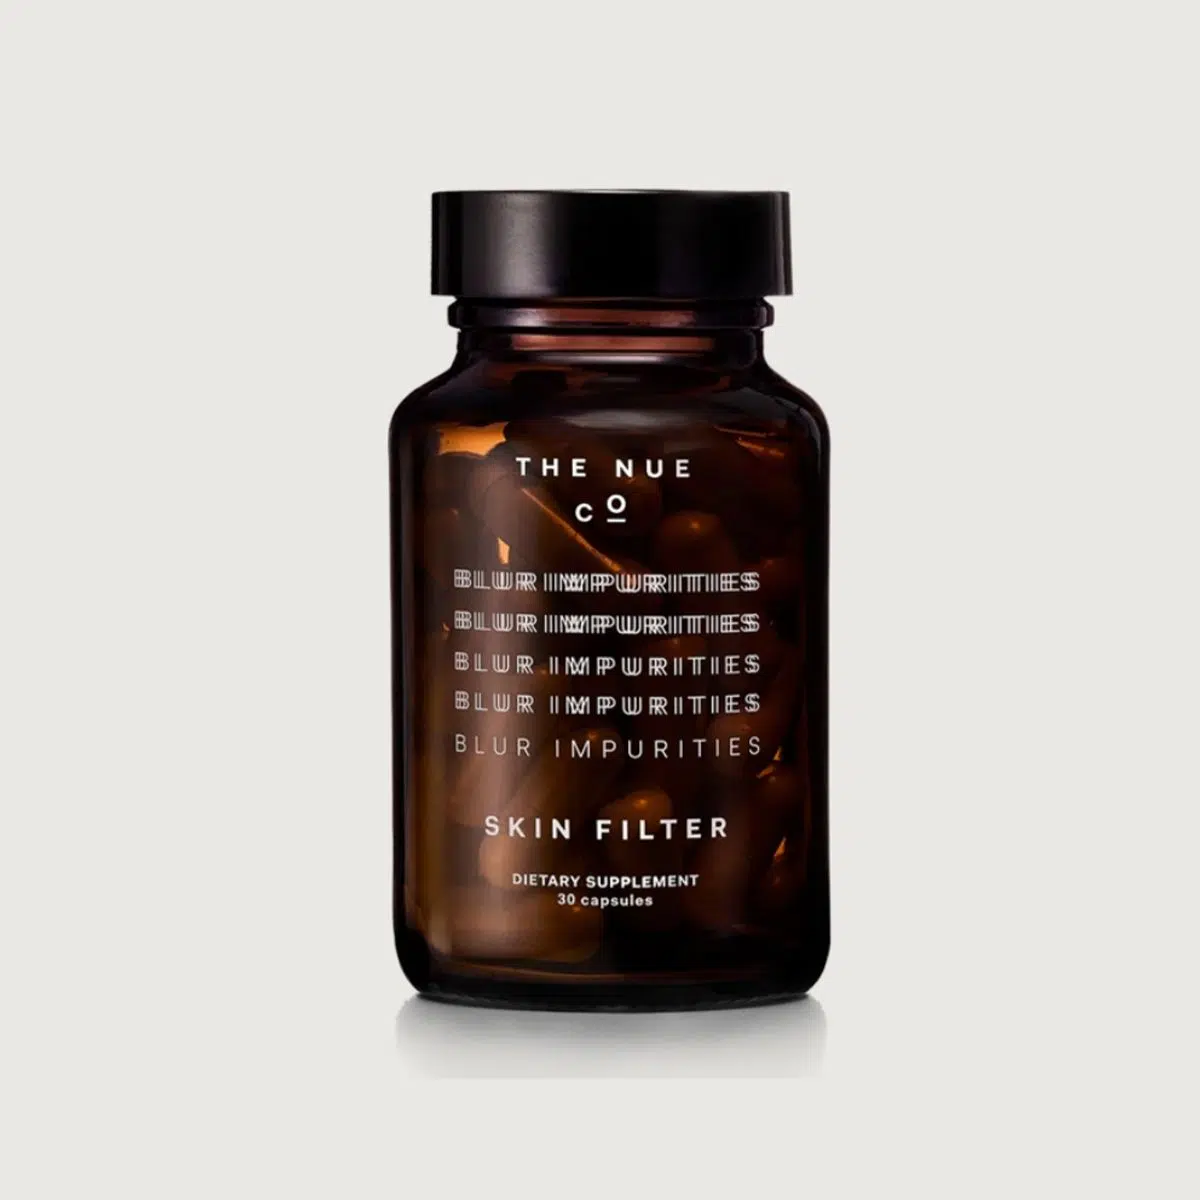 THE NUE
CO
BLUR IMPURITIES
BLUR IMPURITIES
BLUR IMPURITIES
BLUR IMPURITIES
BLUR IMPURITIES
SKIN FILTER
DIETARY SUPPLEMENT
30 capsules